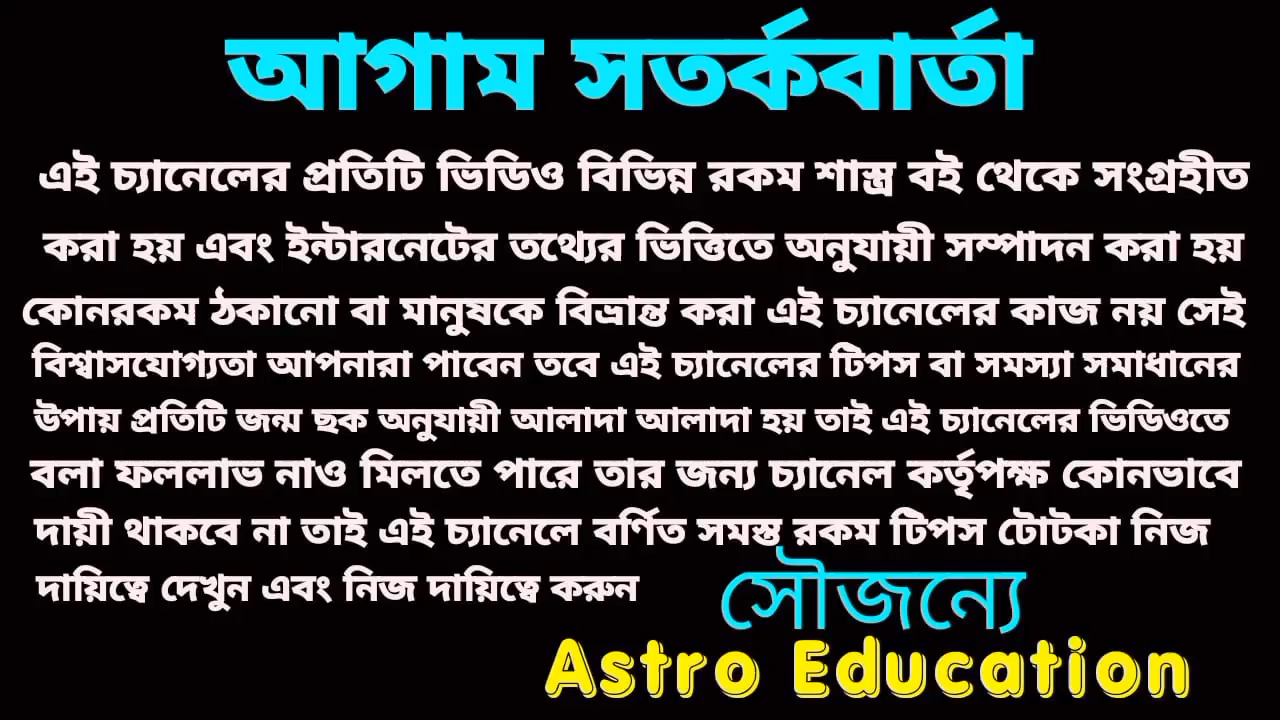 আগাম সতর্কবার্তা
এই চ্যানেলের প্রতিটি ভিডিও বিভিন্ন রকম শাস্ত্র বই থেকে সংগ্রহীত
করা হয় এবং ইন্টারনেটের তথ্যের ভিত্তিতে অনুযায়ী সম্পাদন করা হয়
কোনরকম ঠকানো বা মানুষকে বিভ্রান্ত করা এই চ্যানেলের কাজ নয় সেই
বিশ্বাসযোগ্যতা আপনারা পাবেন তবে এই চ্যানেলের টিপস বা সমস্যা সমাধানের
উপায় প্রতিটি জন্ম ছক অনুযায়ী আলাদা আলাদা হয় তাই এই চ্যানেলের ভিডিওতে
বলা ফললাভ নাও মিলতে পারে তার জন্য চ্যানেল কর্তৃপক্ষ কোনভাবে
দায়ী থাকবে না তাই এই চ্যানেলে বর্ণিত সমস্ত রকম টিপস টোটকা নিজ
দায়িত্বে দেখুন এবং নিজ দায়িত্বে করুন
সৌজন্যে
Astro Education